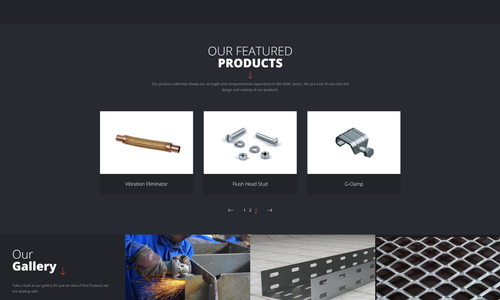 OUR FEATURED
PRODUCTS
Our product collection shows our strength and comprehensive experience in the HVAC sector. We put a lot of care into the
design and making of our products.
Vibration Eliminator
Flush Head Stud
G-Clamp
← 1 2 3 →
Our
Gallery
Take a look at our gallery for just an idea of the Products we
are dealing with.